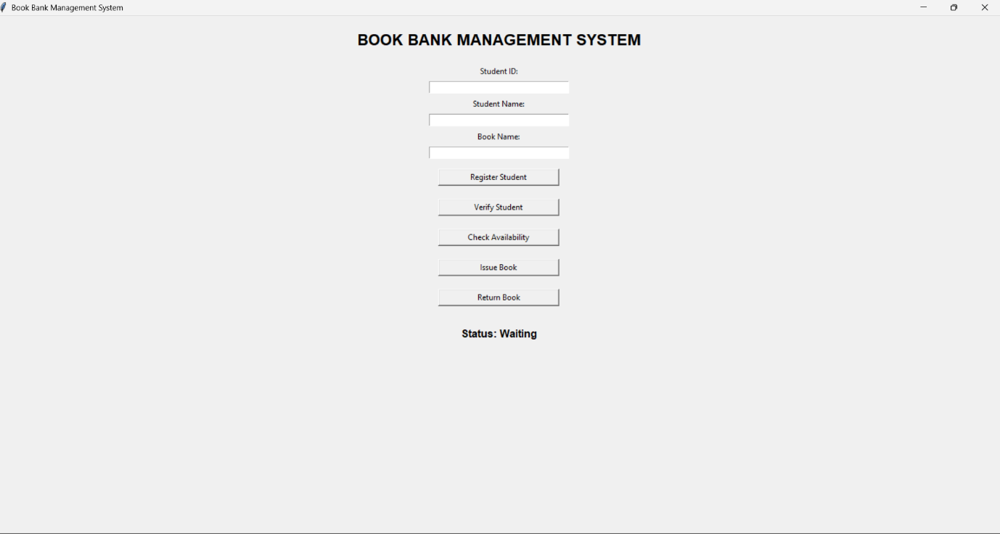 Book Bank Management System
BOOK BANK MANAGEMENT SYSTEM
Student ID:
Student Name:
Book Name:
Register Student
Verify Student
Check Availability
Issue Book
Return Book
Status: Waiting